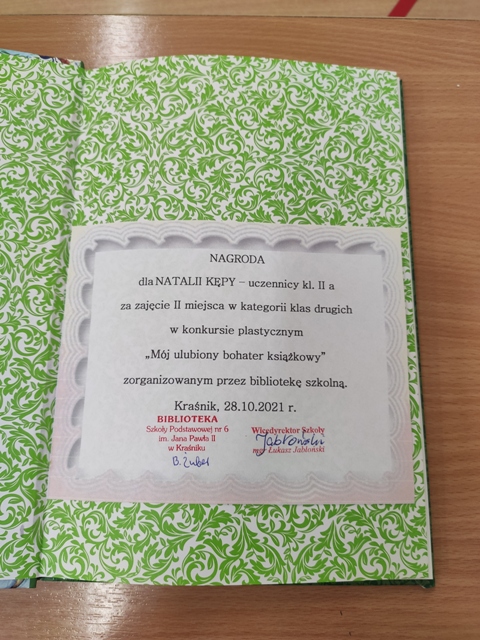 NAGRODA
dla NATALII KĘPY – uczennicy kl. II a
za zajęcie II miejsca w kategorii klas drugich
w konkursie plastycznym
„Mój ulubiony bohater książkowy”
zorganizowanym przez bibliotekę szkolną.
Kraśnik, 28.10.2021 r.
BIBLIOTEKA
Szkoły Podstawowej nr 6
im. Jana Pawła II
w Kraśniku
B. Zuber
Wicedyrektor Szkoły
Jabłoński
mgr Łukasz Jabłoński